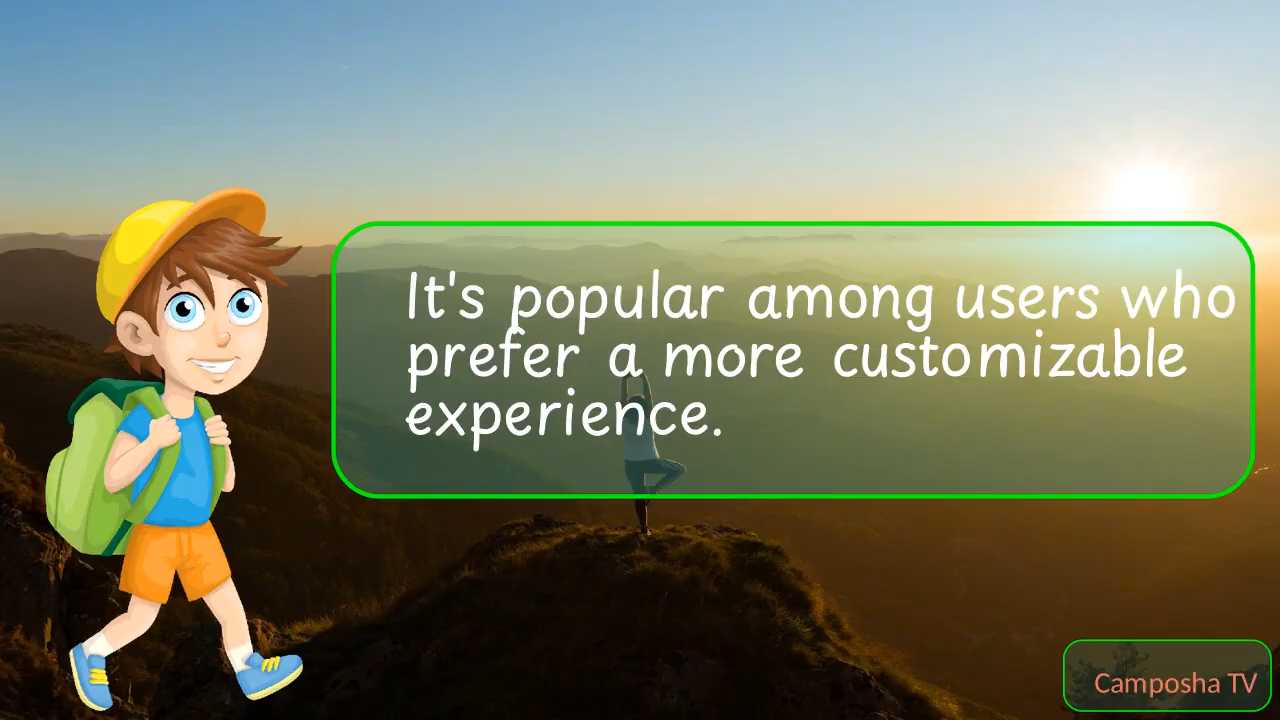 It's popular among users who
prefer a more customizable
experience.
Camposha TV